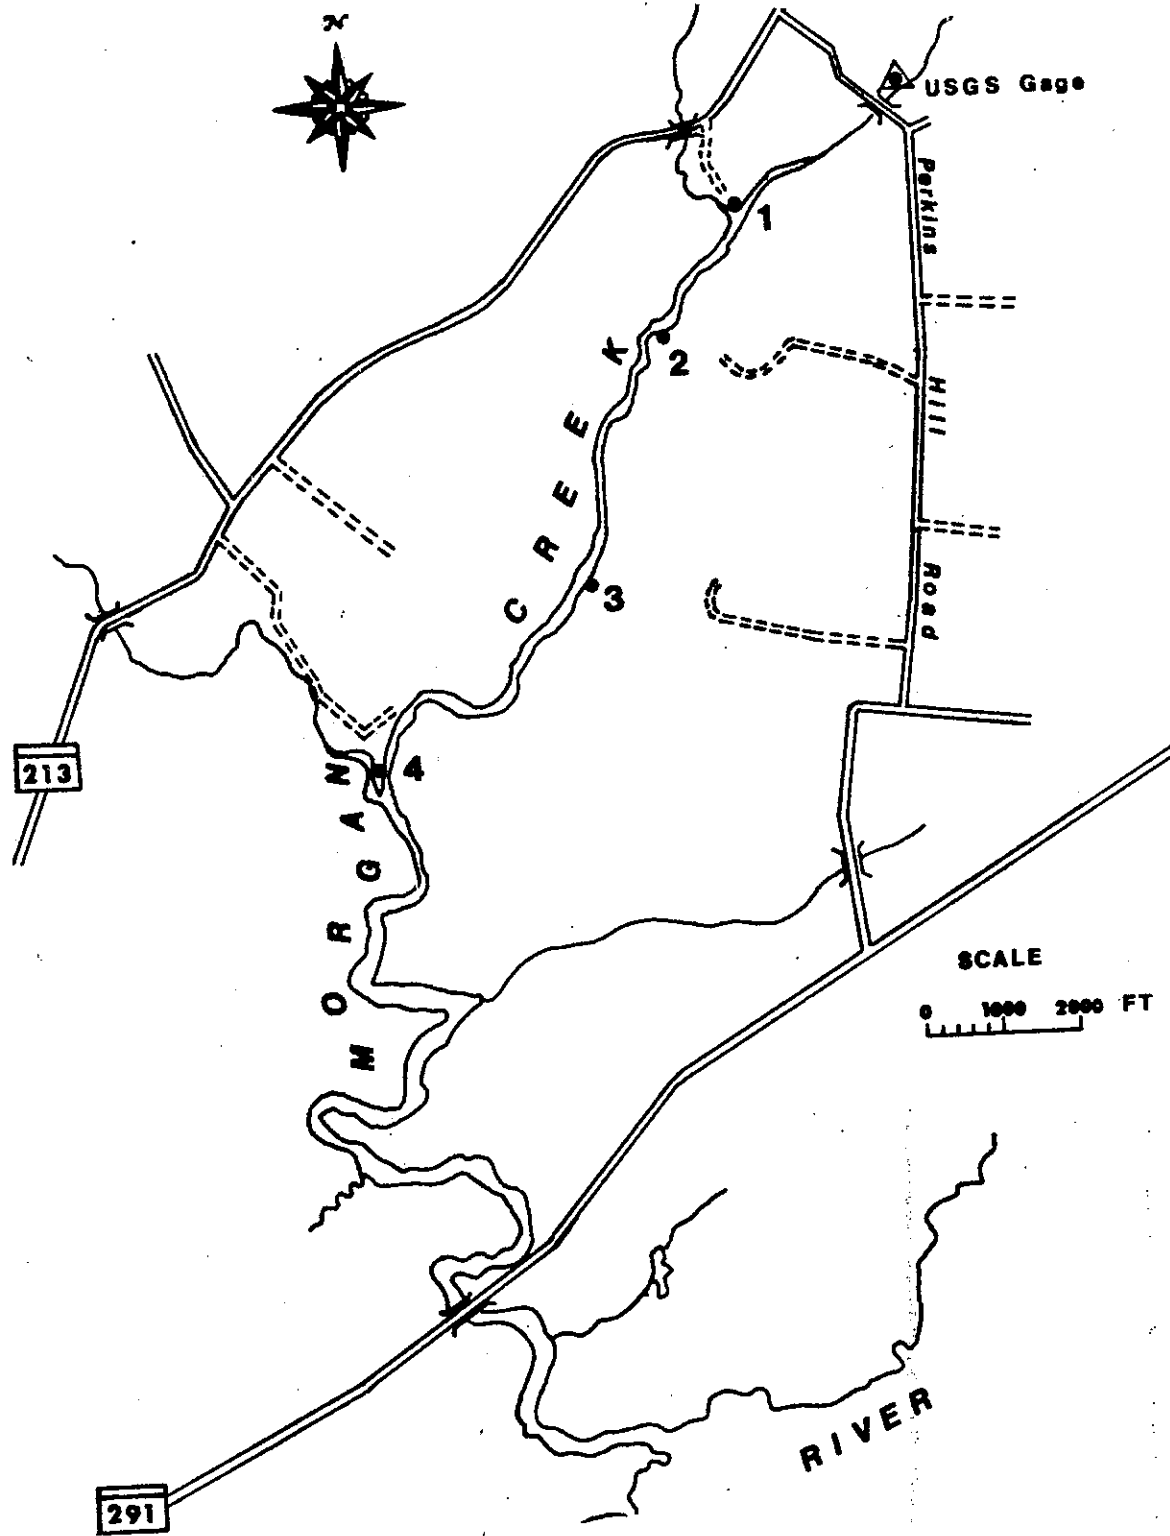 N
USGS Gage
1
Perkins Hill Road
2
3
4
213
MORGAN CREEK
SCALE
0 1000 2000 FT
RIVER
291